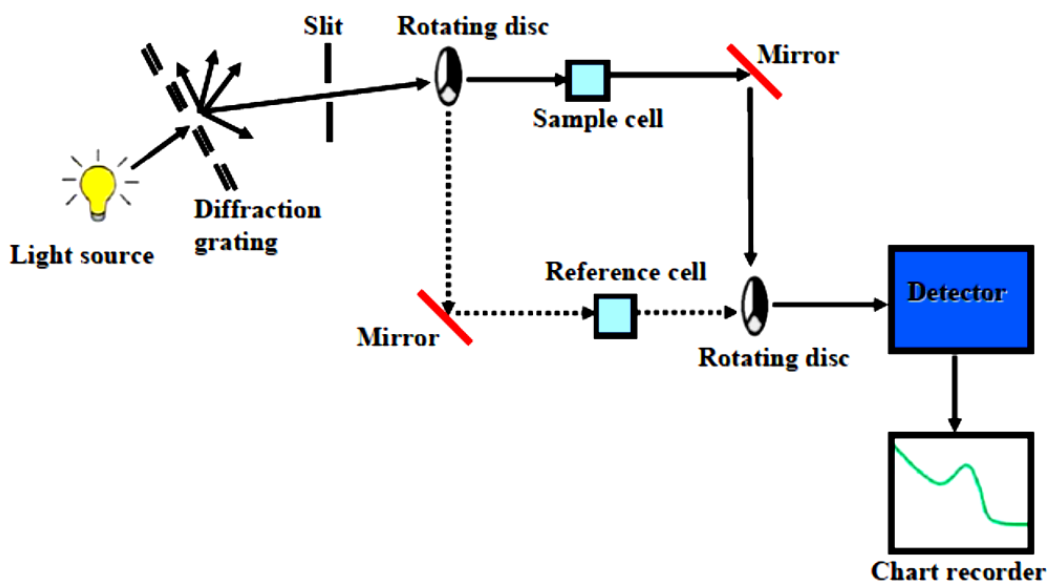 Slit
Rotating disc
Mirror
Sample cell
Diffraction
grating
Light source
Reference cell
Mirror
Rotating disc
Detector
Chart recorder